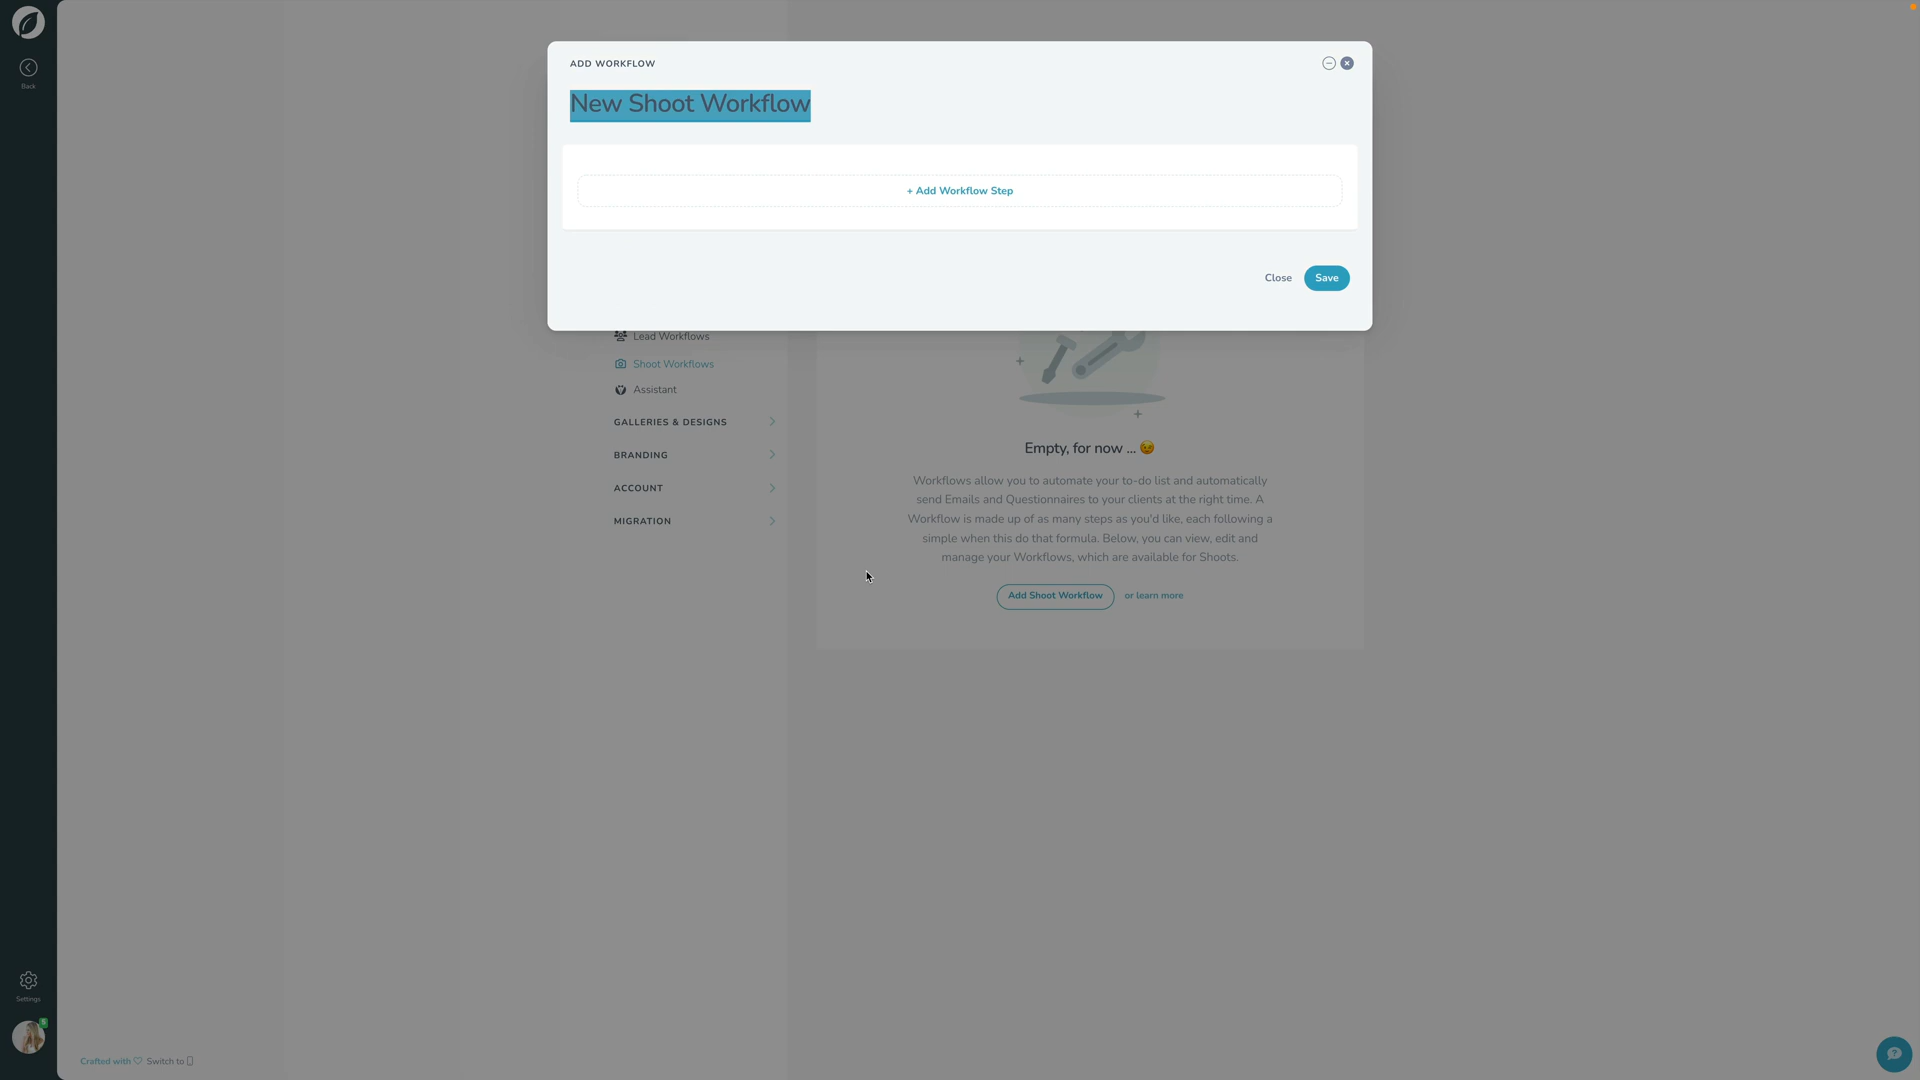 Back
ADD WORKFLOW
New Shoot Workflow
+ Add Workflow Step
Close
Save
Lead Workflows
Shoot Workflows
Assistant
GALLERIES & DESIGNS
BRANDING
ACCOUNT
MIGRATION
Empty, for now ... 😉
Workflows allow you to automate your to-do list and automatically
send Emails and Questionnaires to your clients at the right time. A
Workflow is made up of as many steps as you'd like, each following a
simple when this do that formula. Below, you can view, edit and
manage your Workflows, which are available for Shoots.
Add Shoot Workflow
or learn more
Settings
5
Crafted with ♡ Switch to